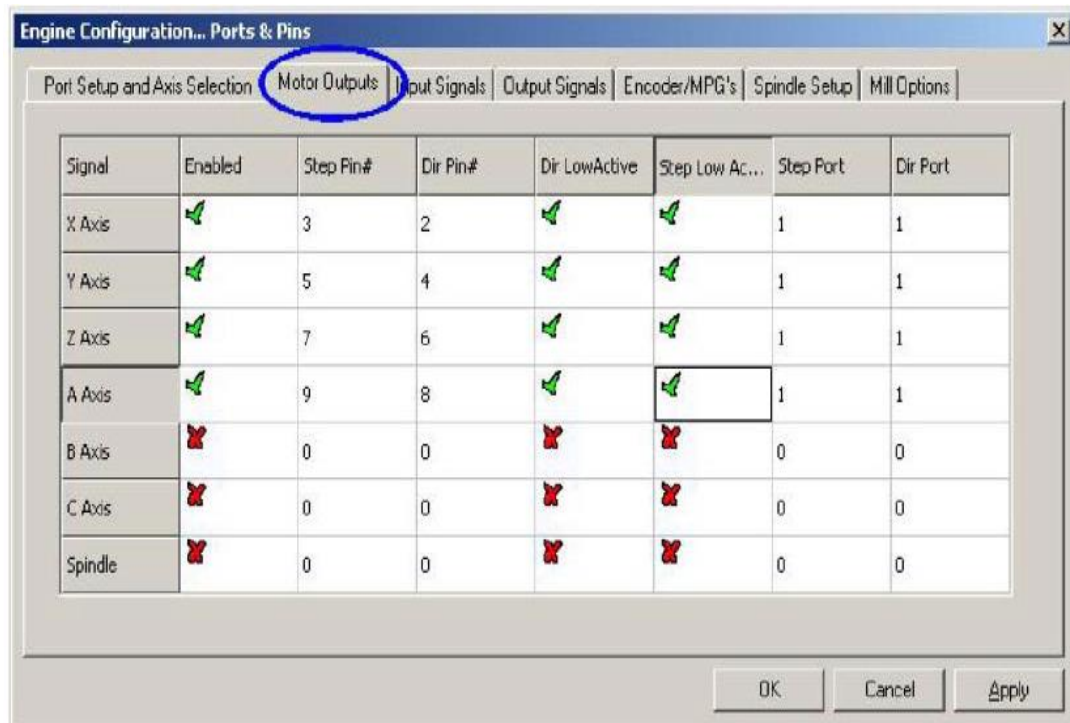 Engine Configuration... Ports & Pins
Port Setup and Axis Selection Motor Outputs Input Signals Output Signals Encoder/MPG's Spindle Setup Mill Options
Signal Enabled Step Pin# Dir Pin# Dir LowActive Step Low Ac... Step Port Dir Port
X Axis 3 2 1 1
Y Axis 5 4 1 1
Z Axis 7 6 1 1
A Axis 9 8 1 1
B Axis 0 0 0 0
C Axis 0 0 0 0
Spindle 0 0 0 0
OK Cancel Apply